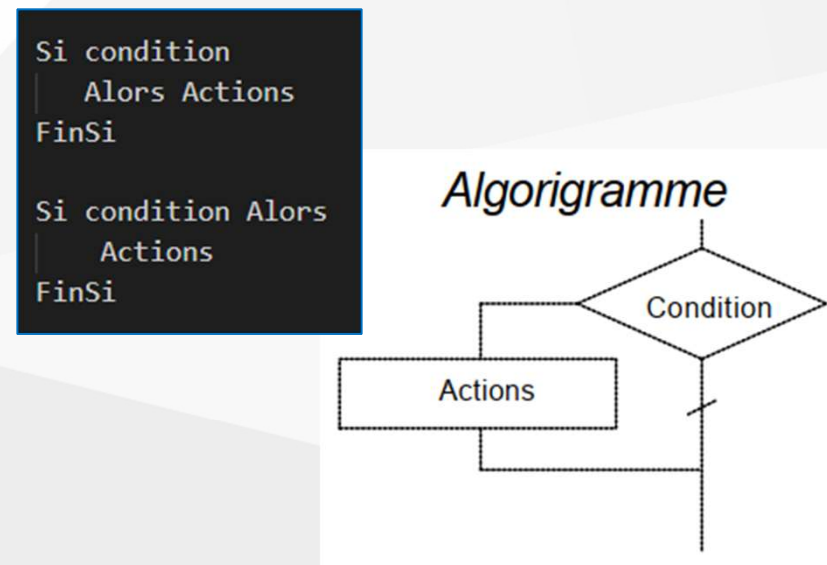 Si condition
Alors Actions
FinSi
Si condition Alors
Actions
FinSi
Algorigramme
Condition
Actions